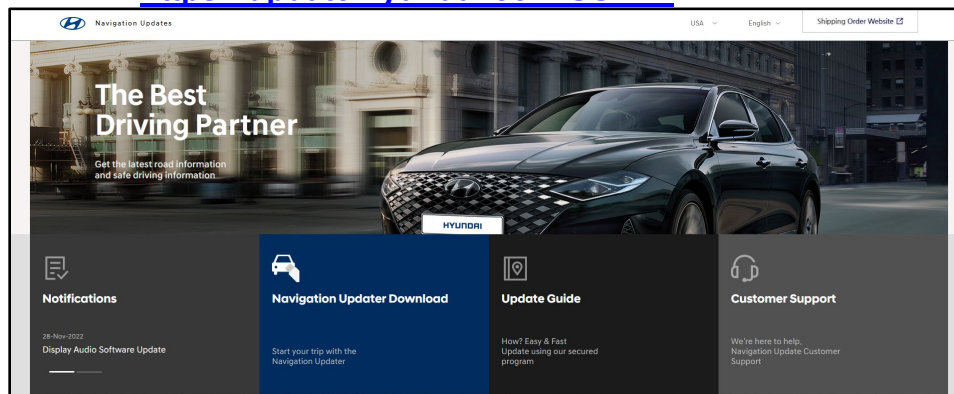 Navigation Updates
USA
English
Shipping Order Website
The Best
Driving Partner
Get the latest road information
and safe driving information
HYUNDAI
Notifications
28-Nov-2022
Display Audio Software Update
Navigation Updater Download
Start your trip with the
Navigation Updater
Update Guide
How? Easy & Fast
Update using our secured
program
Customer Support
We're here to help,
Navigation Update Customer
Support